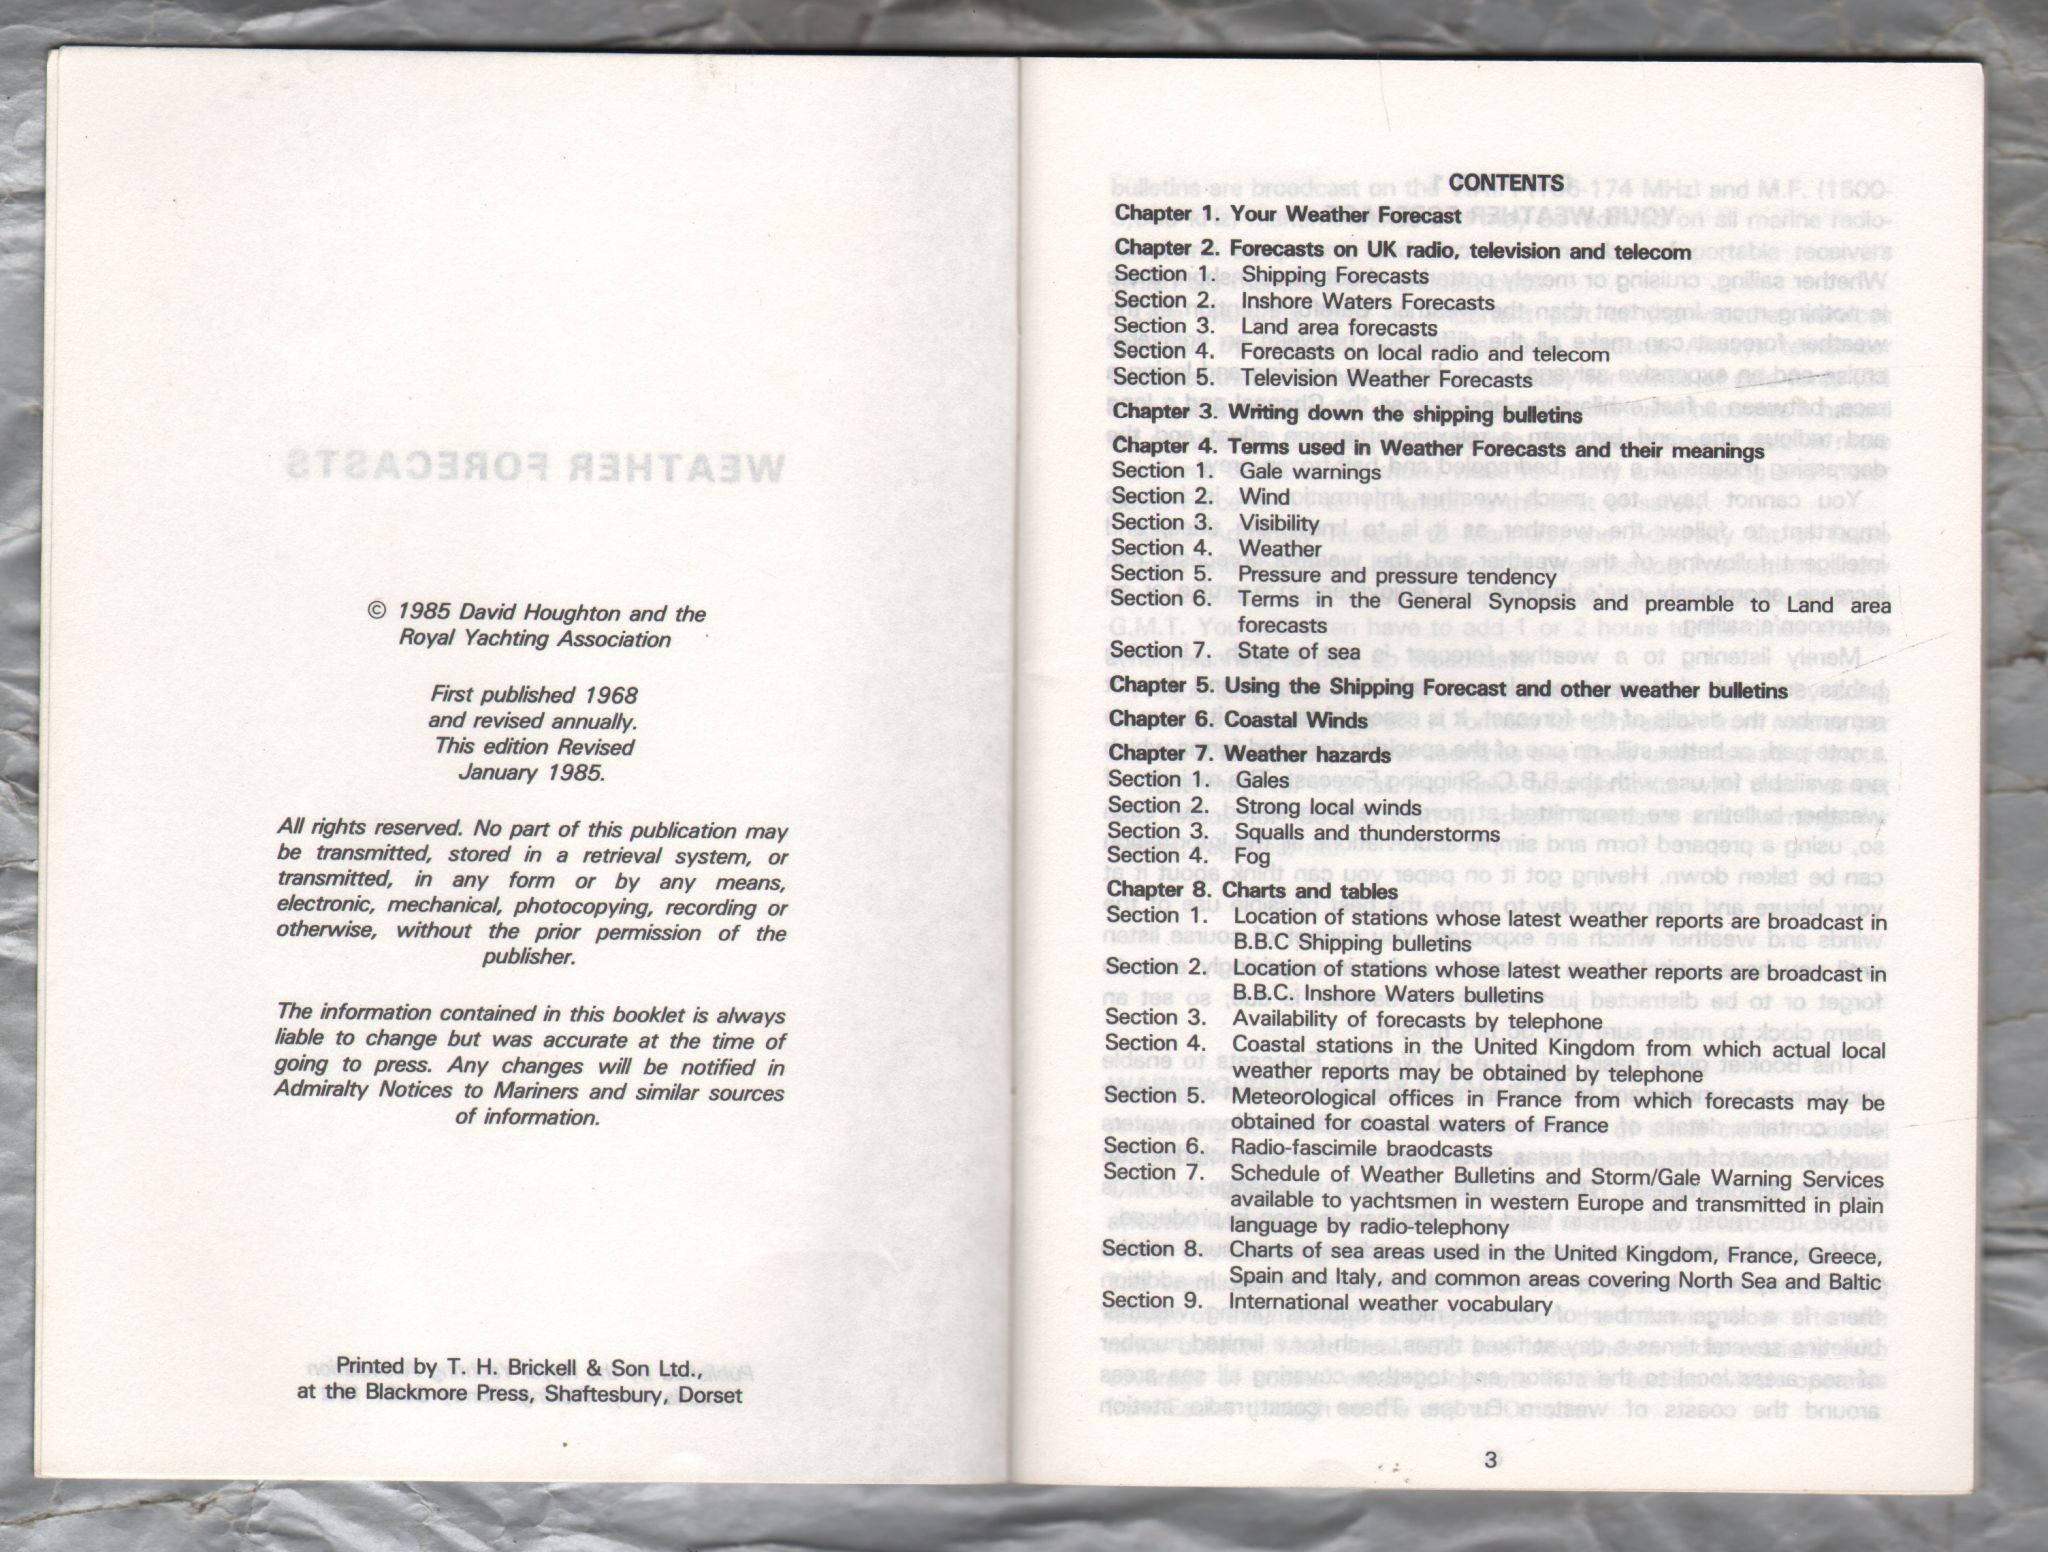 WEATHER FORECASTS
© 1985 David Houghton and the
Royal Yachting Association
First published 1968
and revised annually.
This edition Revised
January 1985.
All rights reserved. No part of this publication may
be transmitted, stored in a retrieval system, or
transmitted, in any form or by any means,
electronic, mechanical, photocopying, recording or
otherwise, without the prior permission of the
publisher.
The information contained in this booklet is always
liable to change but was accurate at the time of
going to press. Any changes will be notified in
Admiralty Notices to Mariners and similar sources
of information.
Printed by T. H. Brickell & Son Ltd.,
at the Blackmore Press, Shaftesbury, Dorset
CONTENTS
Chapter 1. Your Weather Forecast
Chapter 2. Forecasts on UK radio, television and telecom
Section 1. Shipping Forecasts
Section 2. Inshore Waters Forecasts
Section 3. Land area forecasts
Section 4. Forecasts on local radio and telecom
Section 5. Television Weather Forecasts
Chapter 3. Writing down the shipping bulletins
Chapter 4. Terms used in Weather Forecasts and their meanings
Section 1. Gale warnings
Section 2. Wind
Section 3. Visibility
Section 4. Weather
Section 5. Pressure and pressure tendency
Section 6. Terms in the General Synopsis and preamble to Land area
forecasts
Section 7. State of sea
Chapter 5. Using the Shipping Forecast and other weather bulletins
Chapter 6. Coastal Winds
Chapter 7. Weather hazards
Section 1. Gales
Section 2. Strong local winds
Section 3. Squalls and thunderstorms
Section 4. Fog
Chapter 8. Charts and tables
Section 1. Location of stations whose latest weather reports are broadcast in
B.B.C Shipping bulletins
Section 2. Location of stations whose latest weather reports are broadcast in
B.B.C. Inshore Waters bulletins
Section 3. Availability of forecasts by telephone
Section 4. Coastal stations in the United Kingdom from which actual local
weather reports may be obtained by telephone
Section 5. Meteorological offices in France from which forecasts may be
obtained for coastal waters of France
Section 6. Radio-fascimile braodcasts
Section 7. Schedule of Weather Bulletins and Storm/Gale Warning Services
available to yachtsmen in western Europe and transmitted in plain
language by radio-telephony
Section 8. Charts of sea areas used in the United Kingdom, France, Greece,
Spain and Italy, and common areas covering North Sea and Baltic
Section 9. International weather vocabulary
3